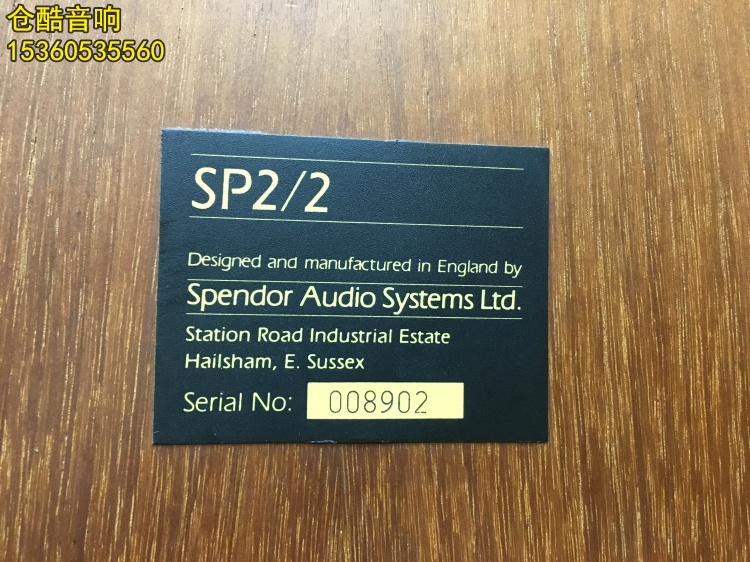 仓酷音响
15360535560
SP2/2
Designed and manufactured in England by
Spendor Audio Systems Ltd.
Station Road Industrial Estate
Hailsham, E. Sussex
Serial No: 008902